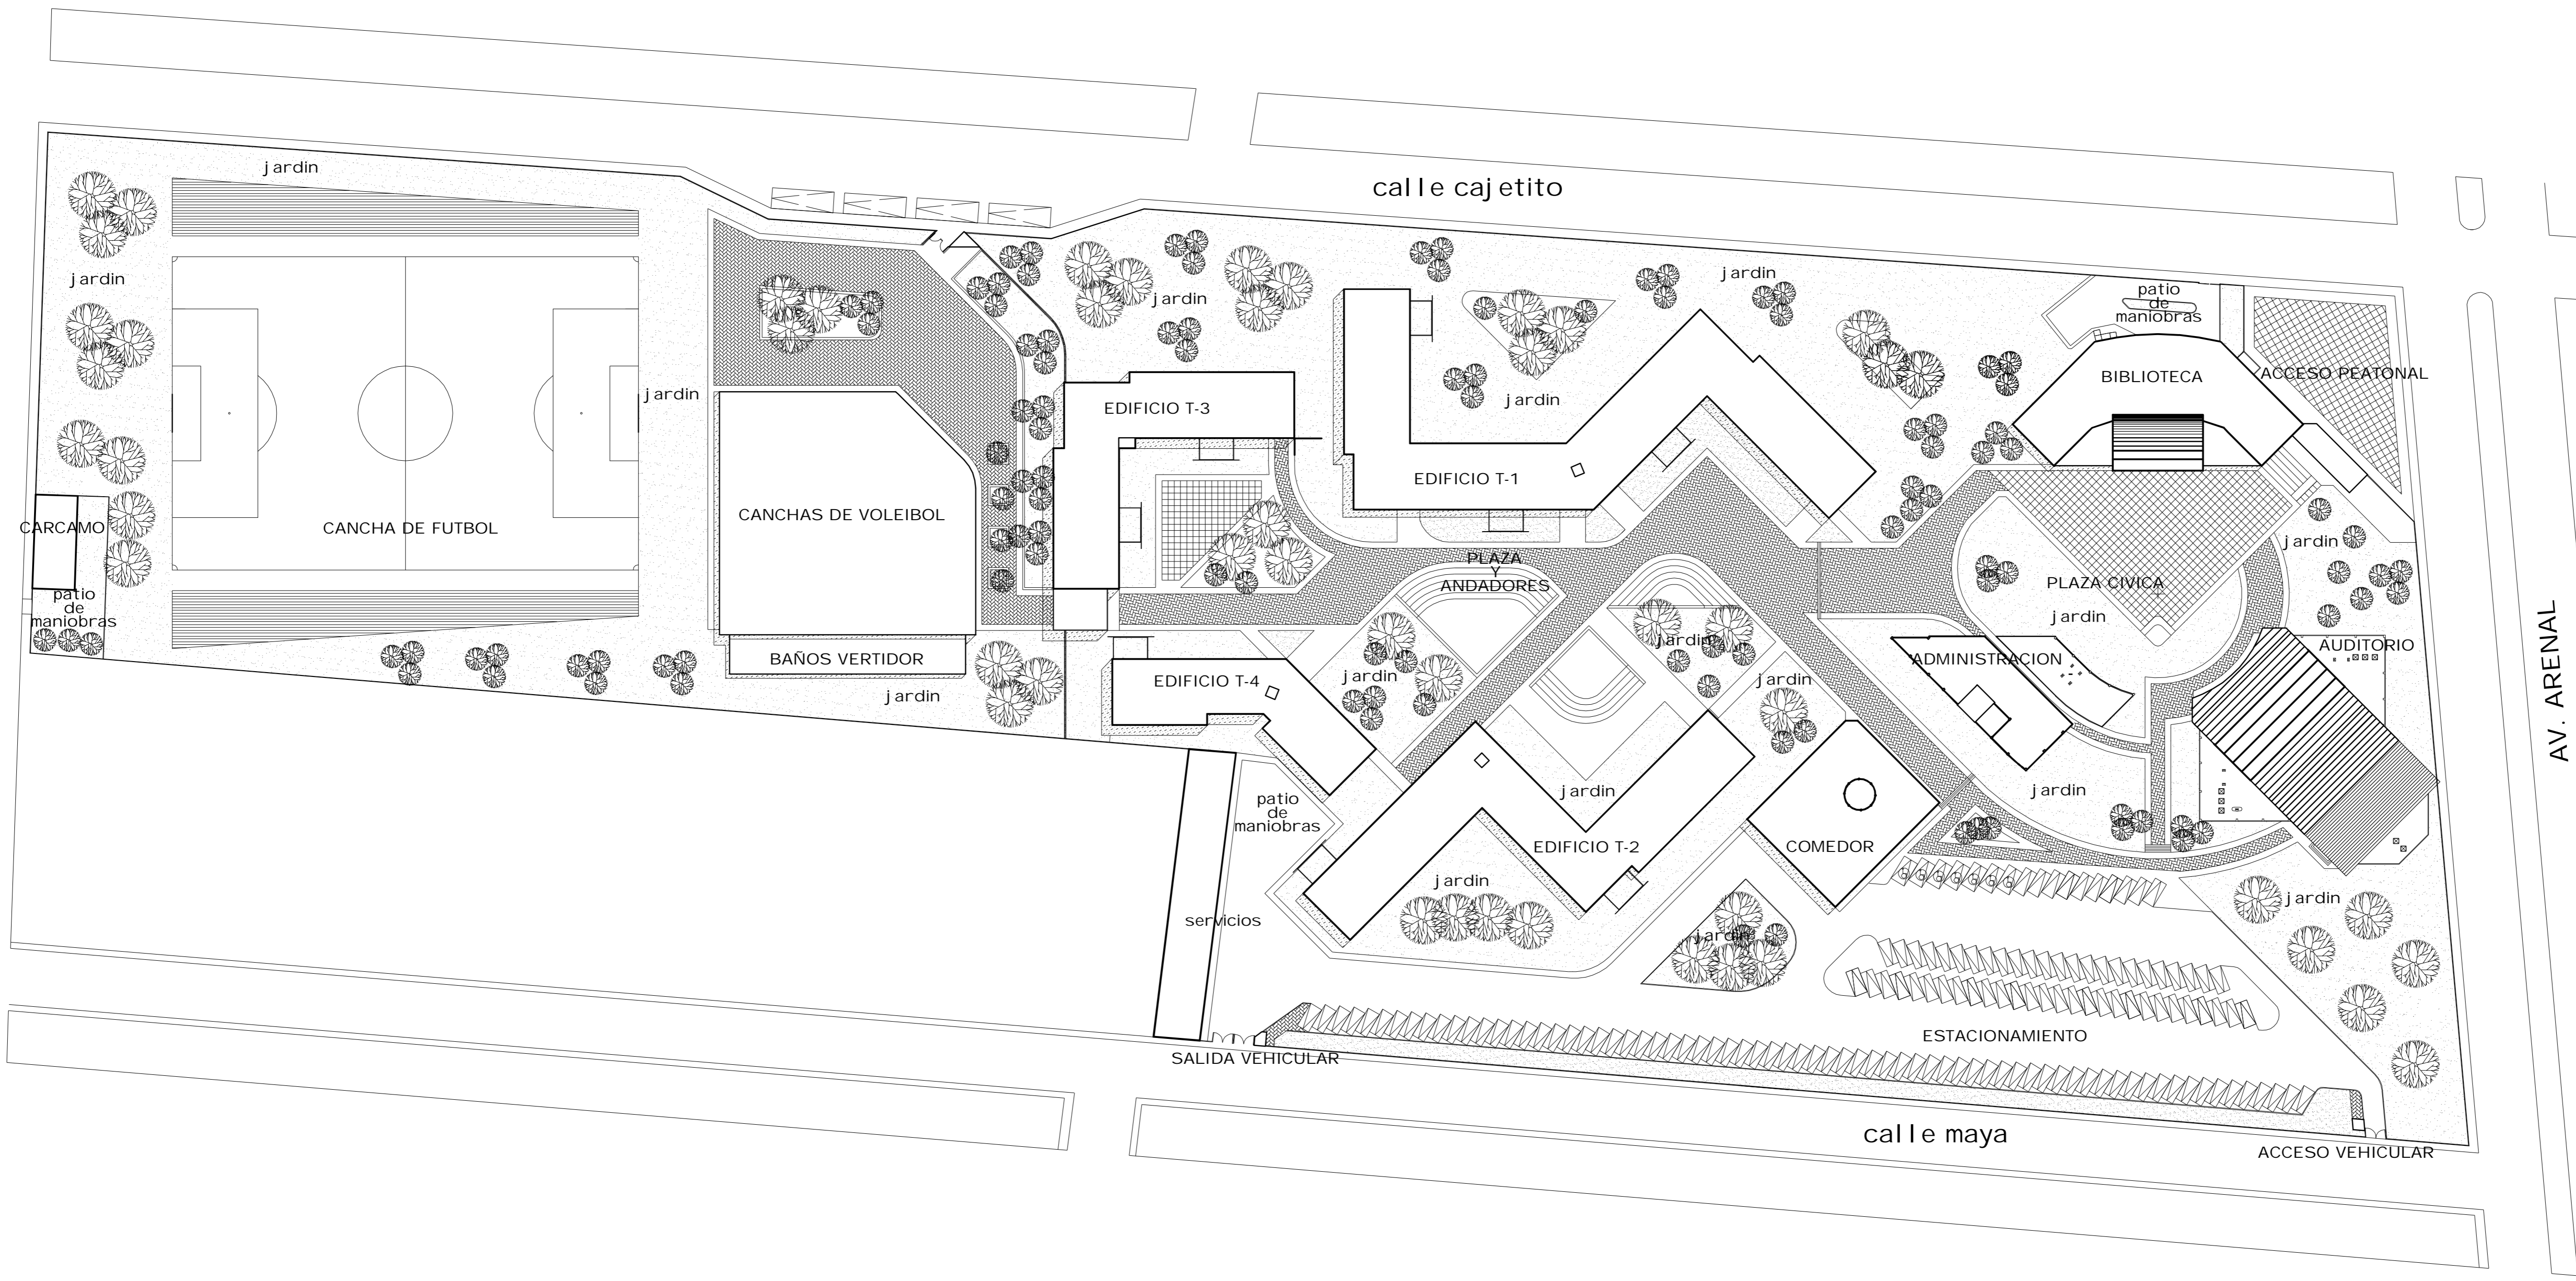 calle cajetito
jardin
jardin
jardin
jardin
jardin
jardin
patio
de
maniobras
BIBLIOTECA
ACCESO PEATONAL
EDIFICIO T-3
EDIFICIO T-1
CANCHAS DE VOLEIBOL
CARCAMO
CANCHA DE FUTBOL
jardin
PLAZA
Y
ANDADORES
PLAZA CIVICA
jardin
patio
de
maniobras
jardin
AUDITORIO
BAÑOS VERTIDOR
ADMINISTRACION
EDIFICIO T-4
jardin
jardin
jardin
AV. ARENAL
jardin
jardin
patio
de
maniobras
EDIFICIO T-2
COMEDOR
jardin
jardin
servicios
jardin
ESTACIONAMIENTO
SALIDA VEHICULAR
calle maya
ACCESO VEHICULAR